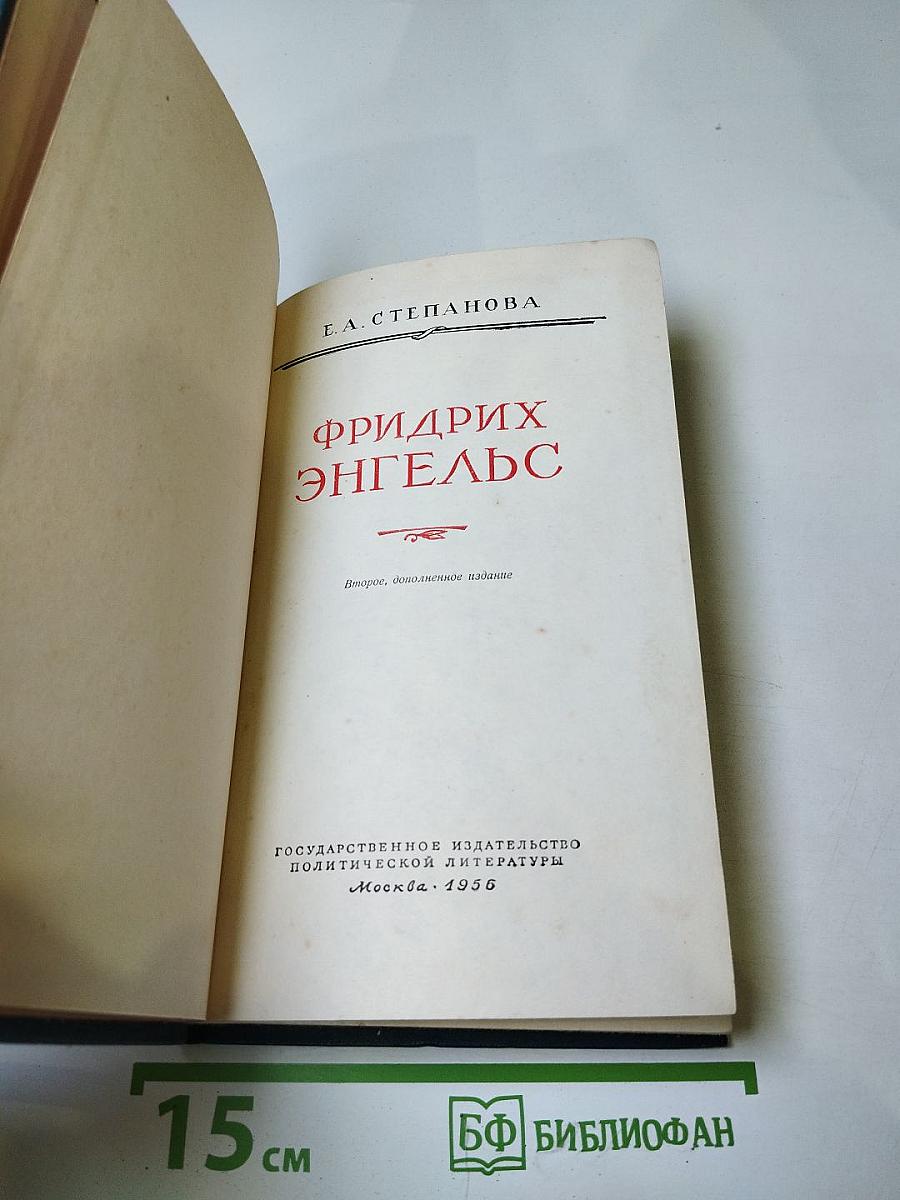 Е. А. СТЕПАНОВА
ФРИДРИХ
ЭНГЕЛЬС
Второе, дополненное издание
ГОСУДАРСТВЕННОЕ ИЗДАТЕЛЬСТВО
ПОЛИТИЧЕСКОЙ ЛИТЕРАТУРЫ
Москва · 1956
15 см
БФ БИБЛИОФАН